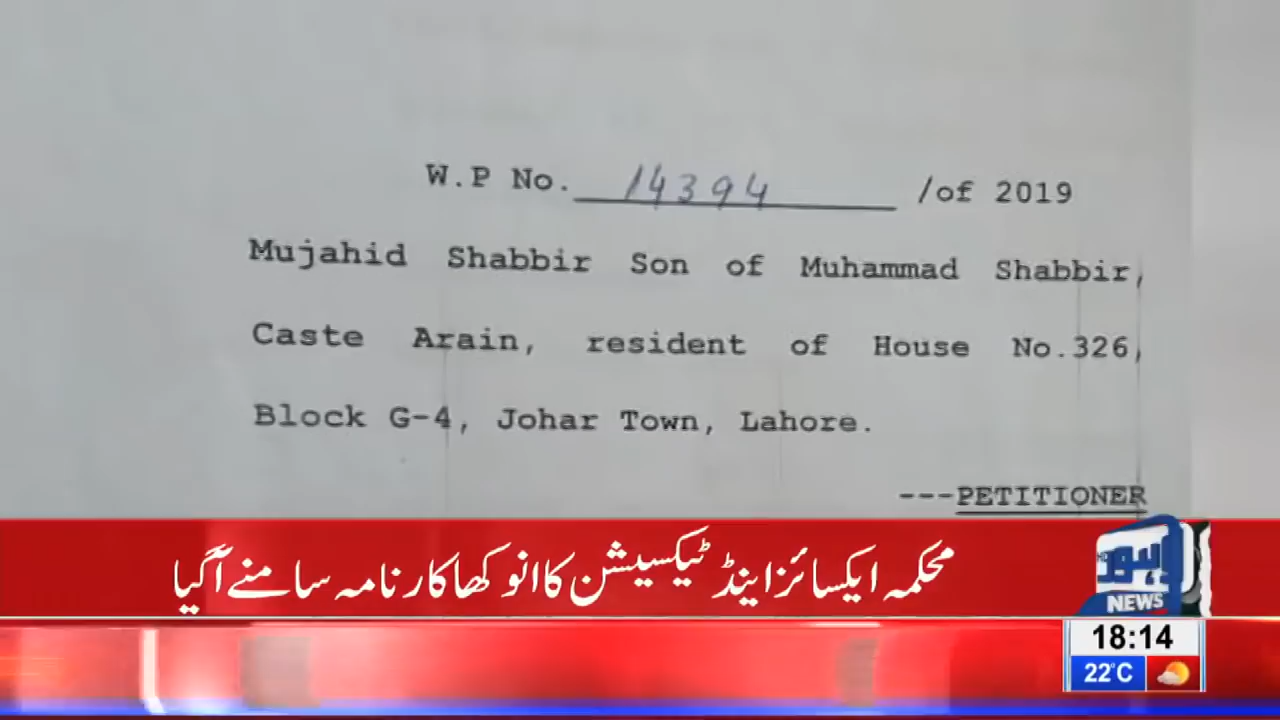 W.P No. 14394 /of 2019
Mujahid Shabbir Son of Muhammad Shabbir,
Caste Arain, resident of House No.326,
Block G-4, Johar Town, Lahore.
---PETITIONER
محکمہ ایکسائز اینڈ ٹیکسیشن کا انوکھا کارنامہ سامنے آگیا
نیوز
NEWS
18:14
22°C